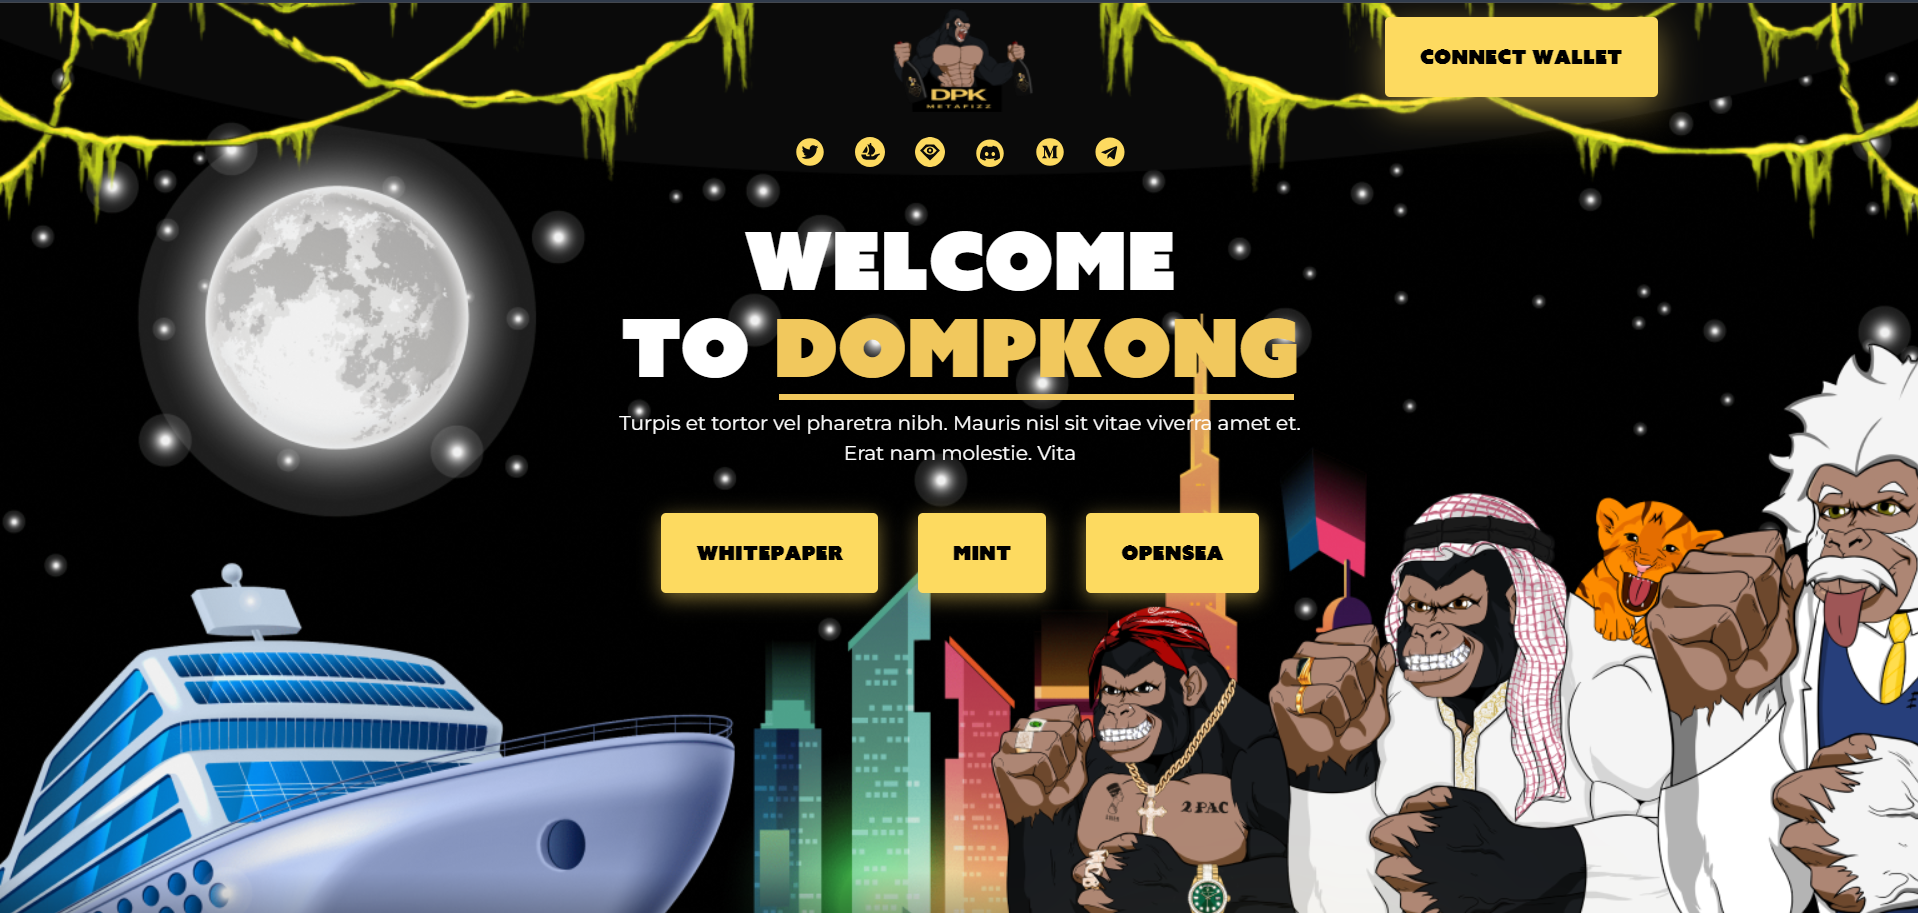 DPK
METAFIZZ
CONNECT WALLET
WELCOME
TO DOMPKONG
Turpis et tortor vel pharetra nibh. Mauris nisl sit vitae viverra amet et.
Erat nam molestie. Vita
WHITEPAPER
MINT
OPENSEA
2PAC